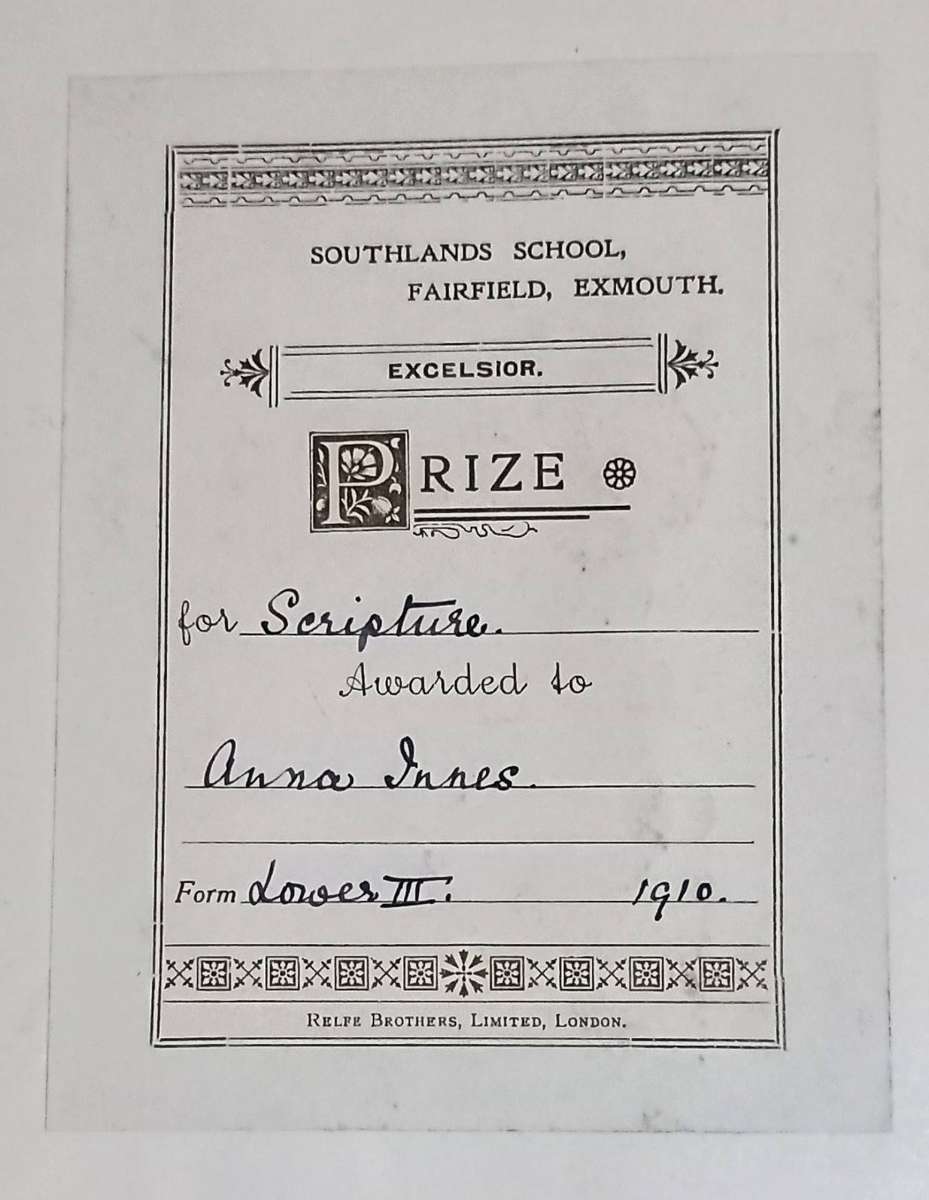 SOUTHLANDS SCHOOL,
FAIRFIELD, EXMOUTH.
EXCELSIOR.
PRIZE
for Scripture.
Awarded to
Anna Innes.
Form Lower III. 1910.
RELFE BROTHERS, LIMITED, LONDON.